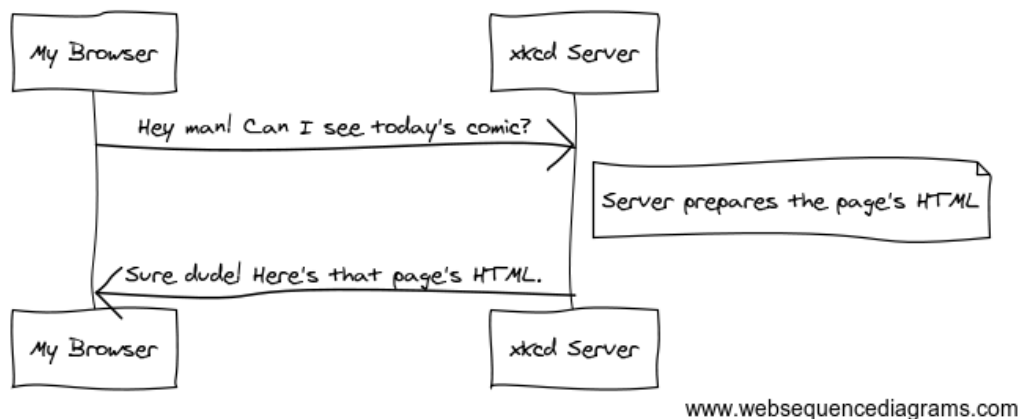 My Browser
xkcd Server
Hey man! Can I see today's comic?
Server prepares the page's HTML
Sure dude! Here's that page's HTML.
My Browser
xkcd Server
www.websequencediagrams.com